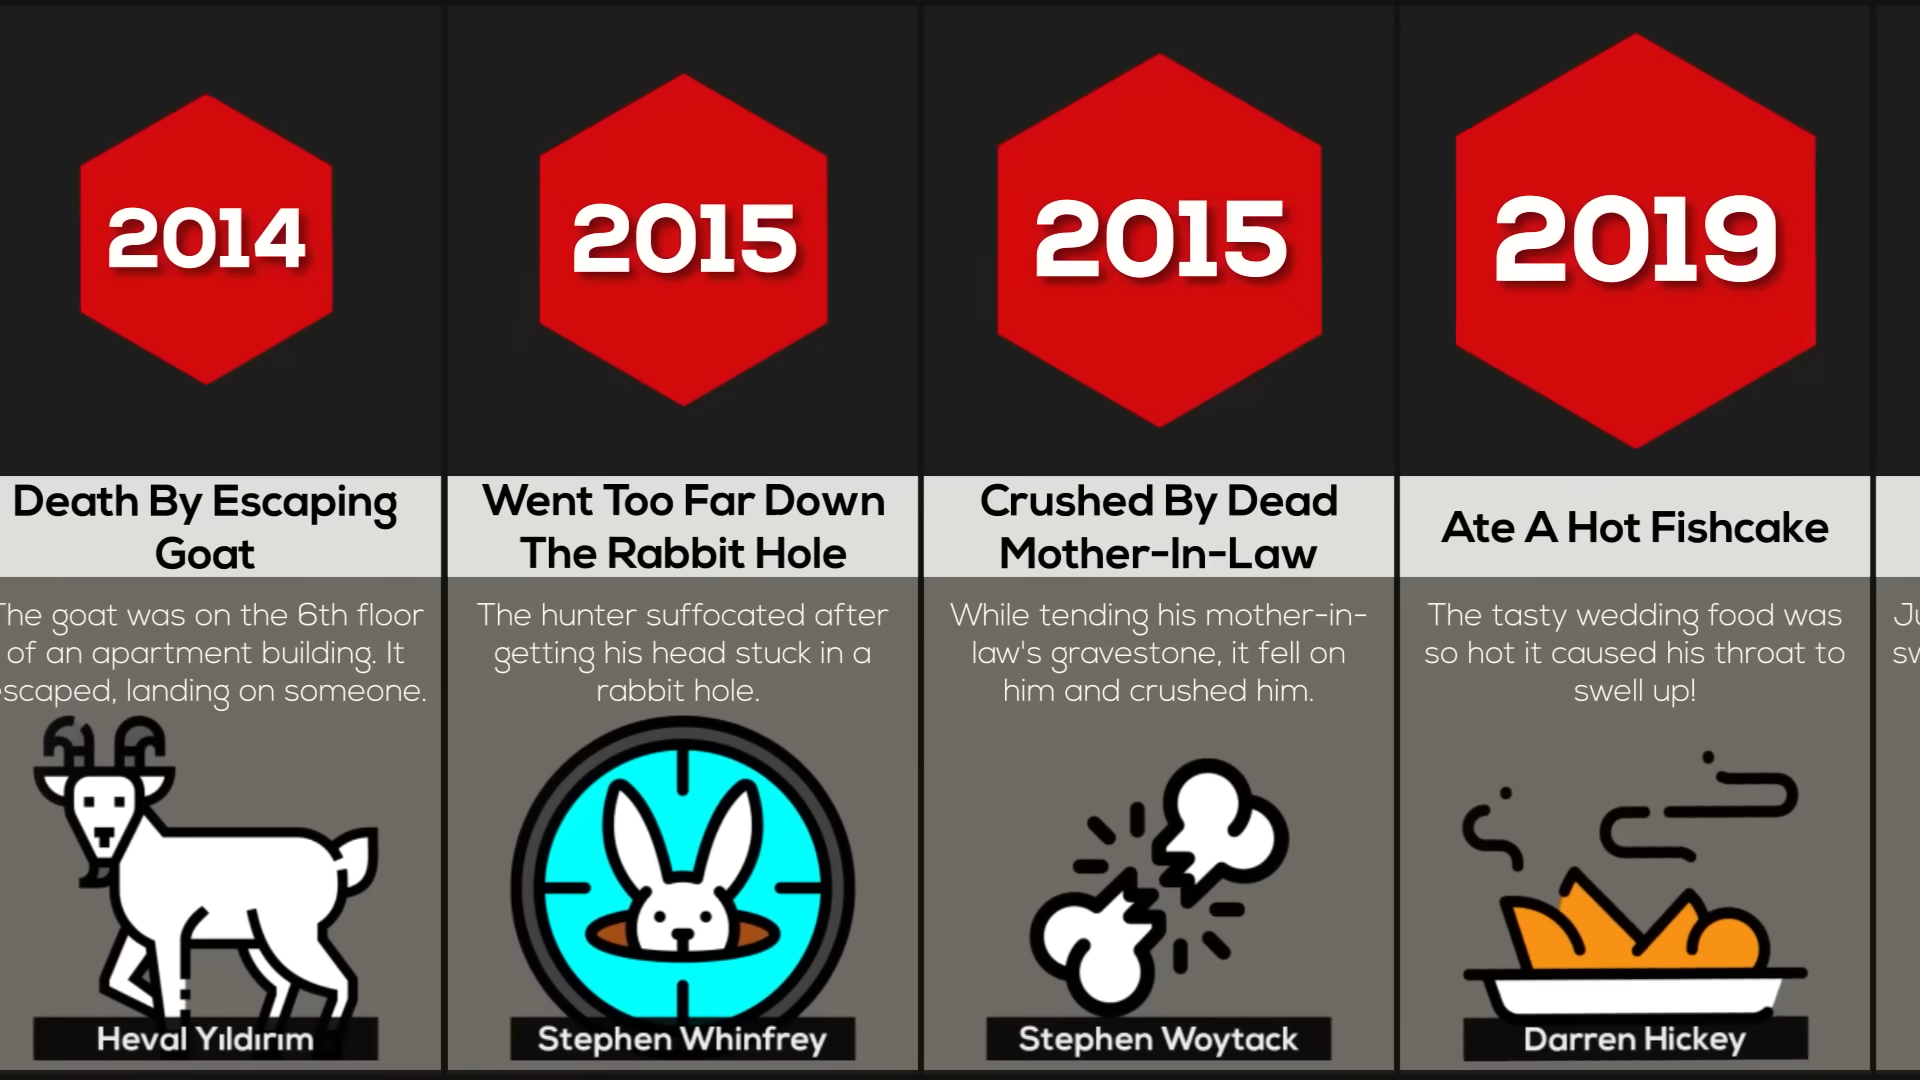 2014
Death By Escaping
Goat
The goat was on the 6th floor
of an apartment building. It
escaped, landing on someone.
Heval Yıldırım
2015
Went Too Far Down
The Rabbit Hole
The hunter suffocated after
getting his head stuck in a
rabbit hole.
Stephen Whinfrey
2015
Crushed By Dead
Mother-In-Law
While tending his mother-in-
law's gravestone, it fell on
him and crushed him.
Stephen Woytack
2019
Ate A Hot Fishcake
The tasty wedding food was
so hot it caused his throat to
swell up!
Darren Hickey